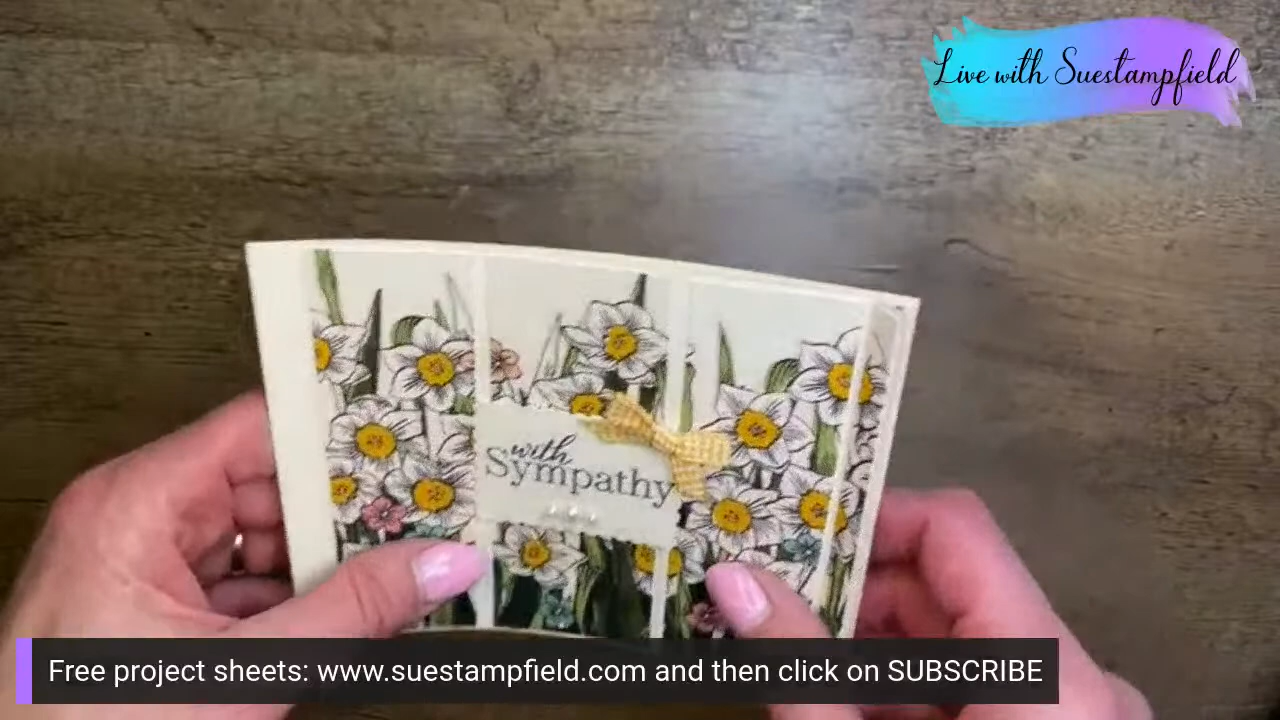 Live with Suestampfield
with
Sympathy
Free project sheets: www.suestampfield.com and then click on SUBSCRIBE